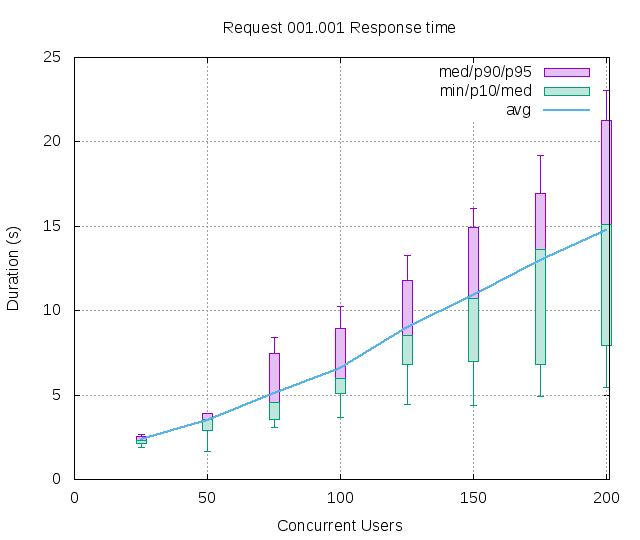 Request 001.001 Response time
med/p90/p95
min/p10/med
avg
25
20
15
10
5
0
Duration (s)
0 50 100 150 200
Concurrent Users